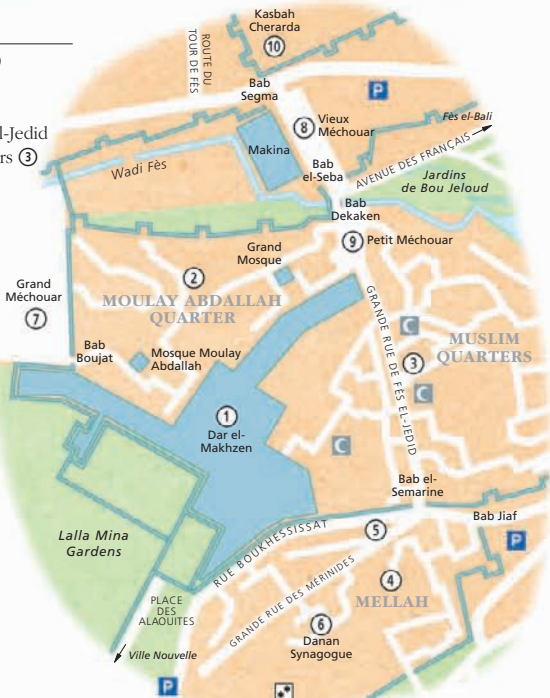 Kasbah
Cherarda
10
ROUTE DU
TOUR DE FÈS
Bab
Segma
P
8 Vieux
Méchouar
Fès el-Bali
l-Jedid
rs 3
Makina
Wadi Fès
Bab
el-Seba
AVENUE DES FRANÇAIS
Jardins
de Bou Jeloud
Bab
Dekaken
9 Petit Méchouar
Grand
Mosque
2
Grand
Méchouar
7
MOULAY ABDALLAH
QUARTER
GRANDE RUE DE FÈS EL-JEDID
C
MUSLIM
QUARTERS
3
Bab
Boujat
Mosque Moulay
Abdallah
C
1
Dar el-
Makhzen
C
Bab el-
Semarine
Bab Jiaf
P
Lalla Mina
Gardens
RUE BOUKHESSISSAT
5
GRANDE RUE DES MÉRINIDES
4
MELLAH
PLACE
DES
ALAOUITES
6
Danan
Synagogue
Ville Nouvelle
P